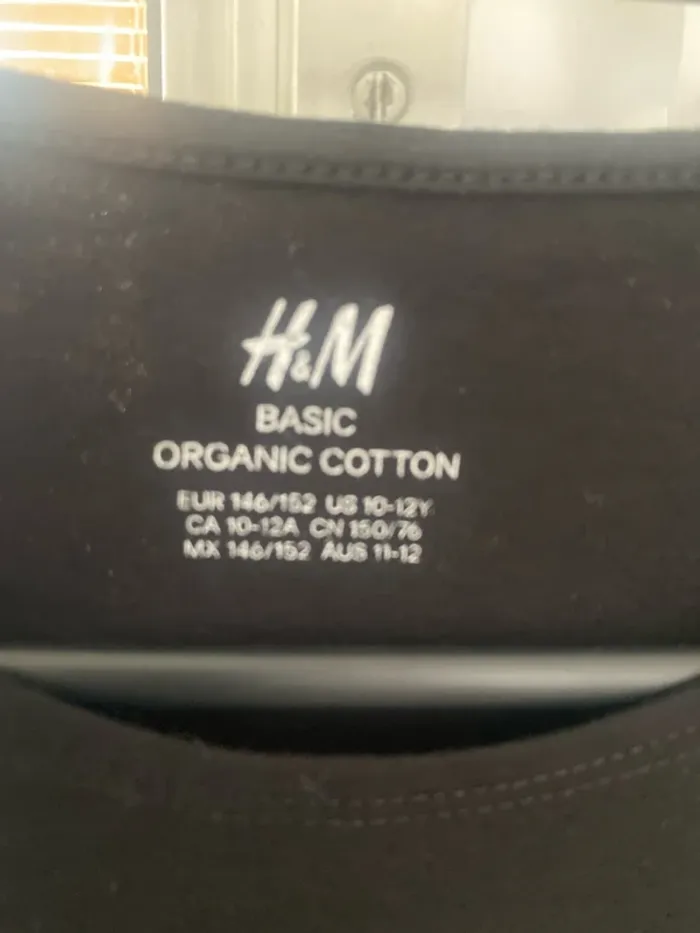 H&M
BASIC
ORGANIC COTTON
EUR 146/152 US 10-12Y
CA 10-12A CN 150/76
MX 146/152 AUS 11-12